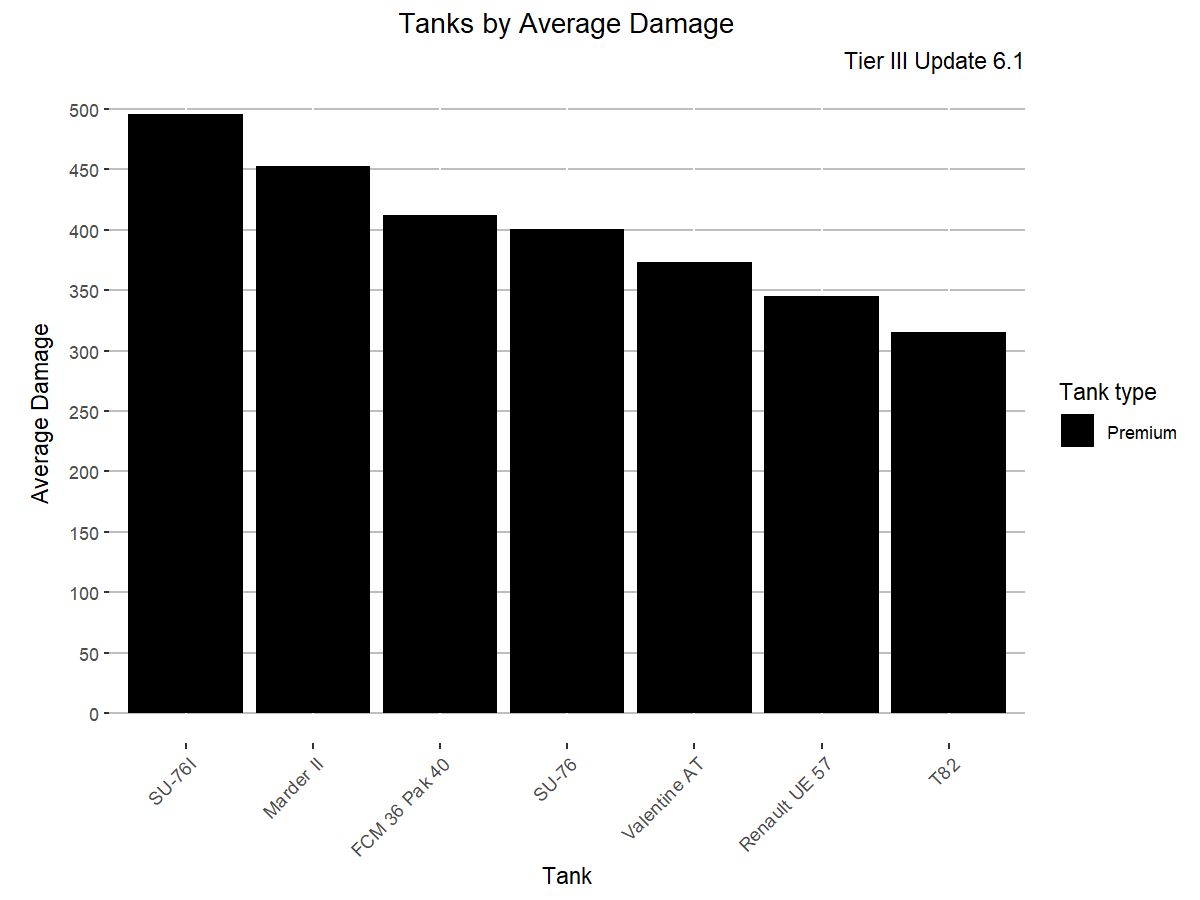 Tanks by Average Damage
Tier III Update 6.1
500
450
400
350
300
250
200
150
100
50
0
Average Damage
SU-76I
Marder II
FCM 36 Pak 40
SU-76
Valentine AT
Renault UE 57
T82
Tank
Tank type
Premium